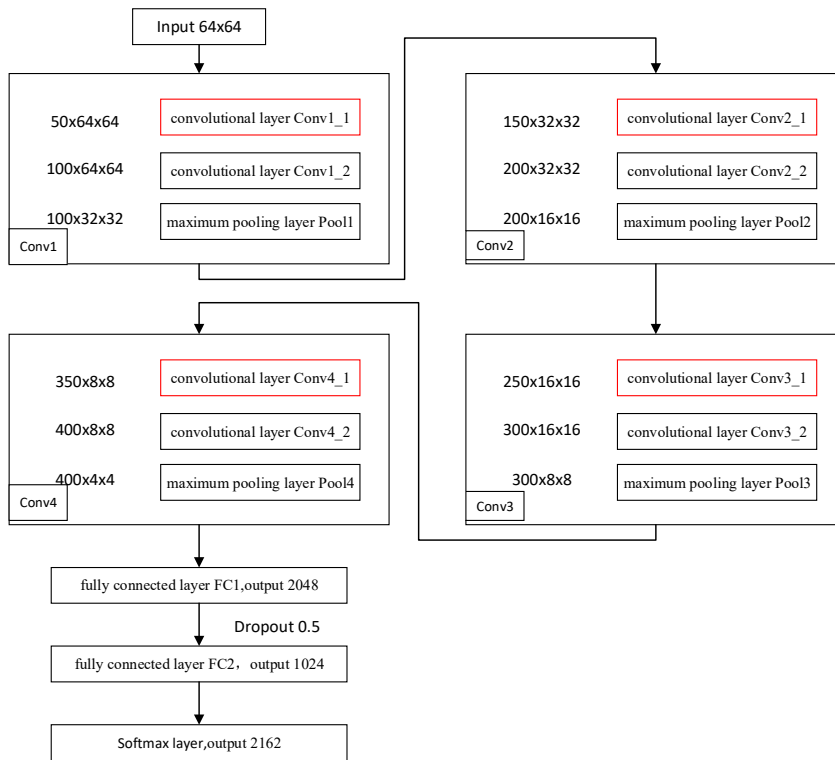 Input 64x64
50x64x64
convolutional layer Conv1_1
100x64x64
convolutional layer Conv1_2
100x32x32
maximum pooling layer Pool1
Conv1
150x32x32
convolutional layer Conv2_1
200x32x32
convolutional layer Conv2_2
200x16x16
maximum pooling layer Pool2
Conv2
250x16x16
convolutional layer Conv3_1
300x16x16
convolutional layer Conv3_2
300x8x8
maximum pooling layer Pool3
Conv3
350x8x8
convolutional layer Conv4_1
400x8x8
convolutional layer Conv4_2
400x4x4
maximum pooling layer Pool4
Conv4
fully connected layer FC1,output 2048
Dropout 0.5
fully connected layer FC2，output 1024
Softmax layer,output 2162